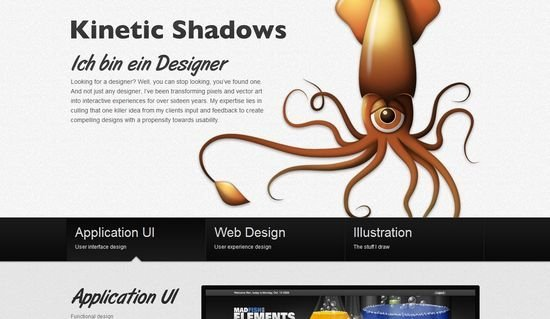 Kinetic Shadows
Ich bin ein Designer
Looking for a designer? Well, you can stop looking, you've found one.
And not just any designer. I've been transforming pixels and vector art
into interactive experiences for over sixteen years. My expertise lies in
culling that one killer idea from my clients input and feedback to create
compelling designs with a propensity towards usability.
Application UI
User interface design
Web Design
User experience design
Illustration
The stuff I draw
Application UI
Functional design
MADFISH
ELEMENTS